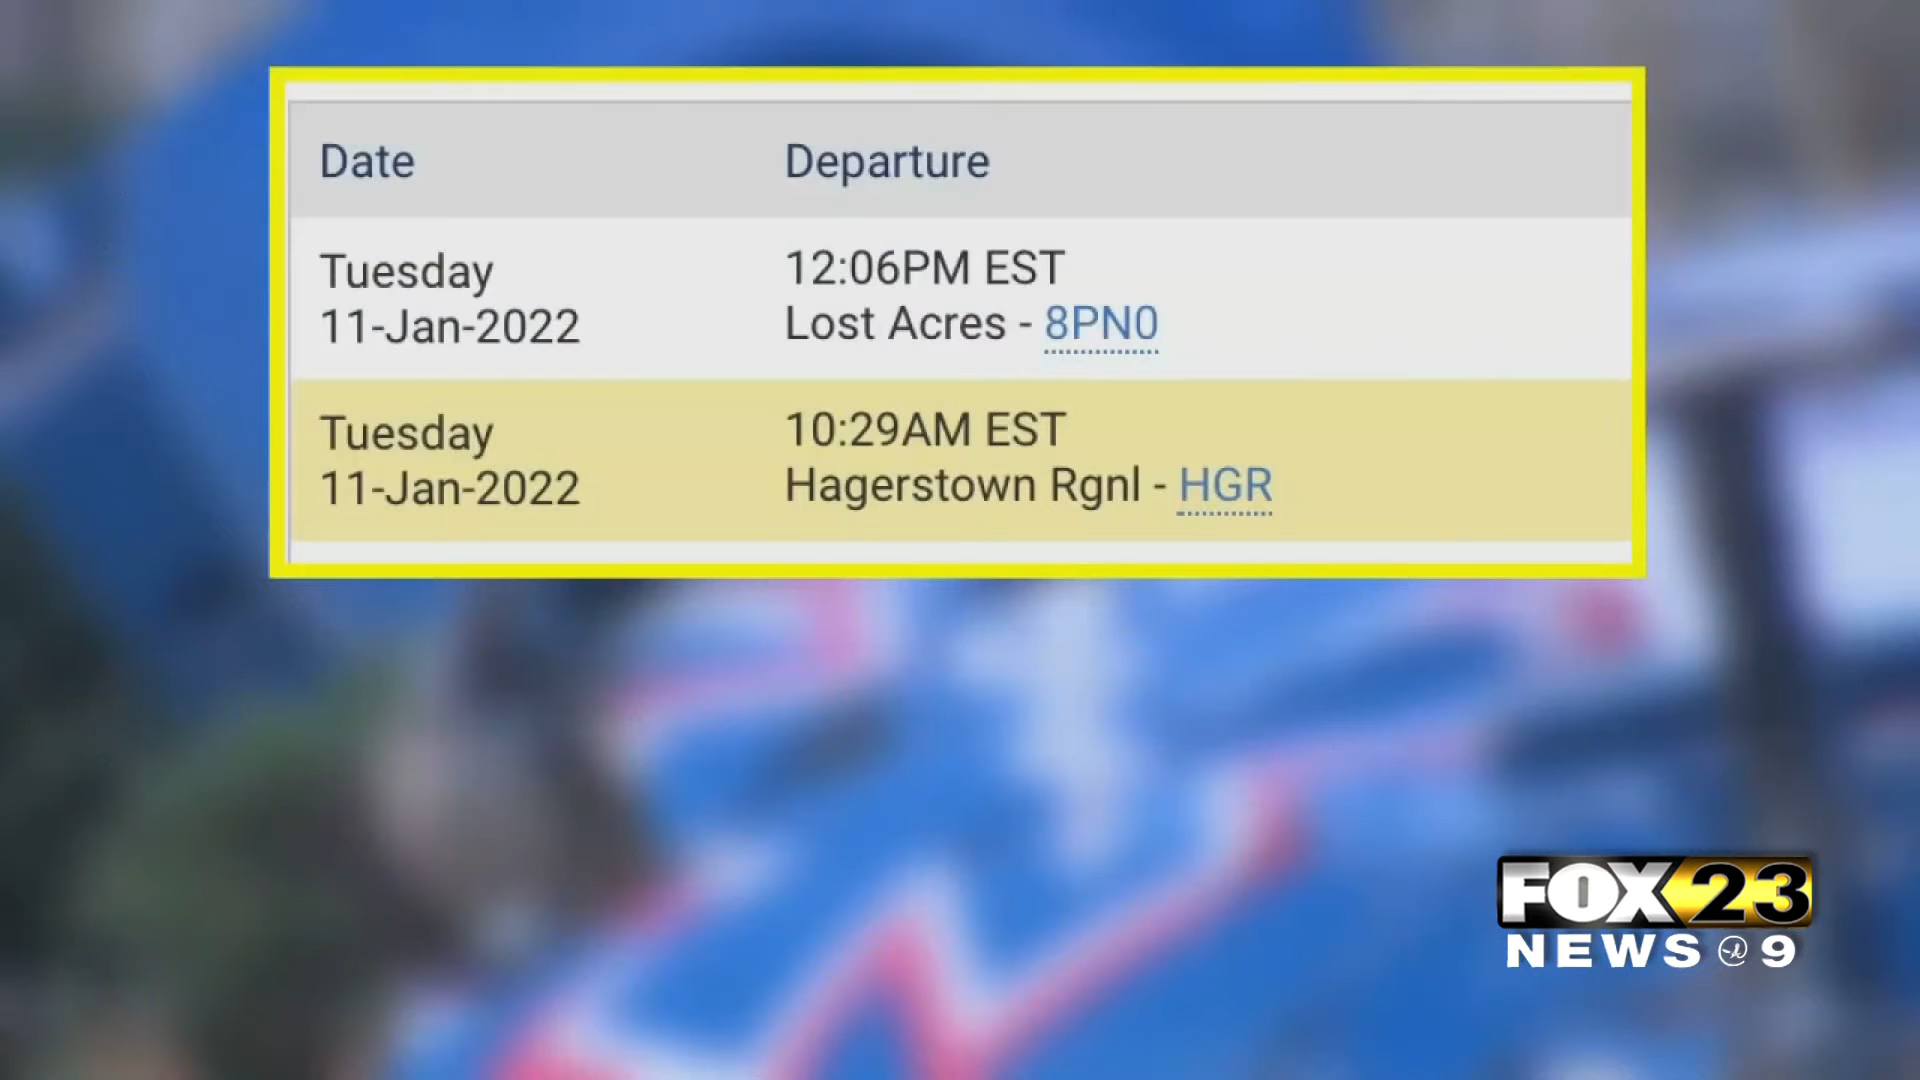 Date Departure
Tuesday 12:06PM EST
11-Jan-2022 Lost Acres - 8PN0
Tuesday 10:29AM EST
11-Jan-2022 Hagerstown Rgnl - HGR
FOX 23
NEWS @ 9